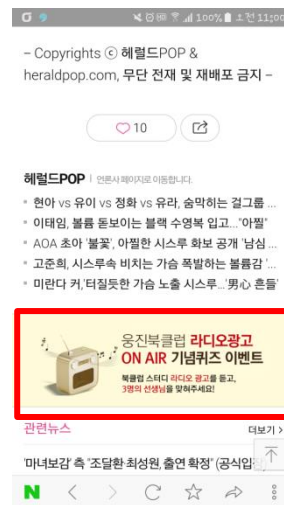 100% 오전 11:00
– Copyrights ⓒ 헤럴드POP &
heraldpop.com, 무단 전재 및 재배포 금지 –
10
헤럴드POP 언론사 페이지로 이동합니다.
현아 vs 유이 vs 정화 vs 유라, 숨막히는 걸그룹 ...
이태임, 볼륨 돋보이는 블랙 수영복 입고..."아찔"
AOA 초아 '불꽃', 아찔한 시스루 화보 공개 '남심 ...
고준희, 시스루속 비치는 가슴 폭발하는 볼륨감 '...
미란다 커,'터질듯한 가슴 노출 시스루...'男心 흔들'
웅진북클럽 라디오광고
ON AIR 기념퀴즈 이벤트
북클럽 스터디 라디오 광고를 듣고,
3명의 선생님을 맞혀주세요!
관련뉴스 더보기 >
'마녀보감' 측 "조달환·최성원, 출연 확정" (공식입
N